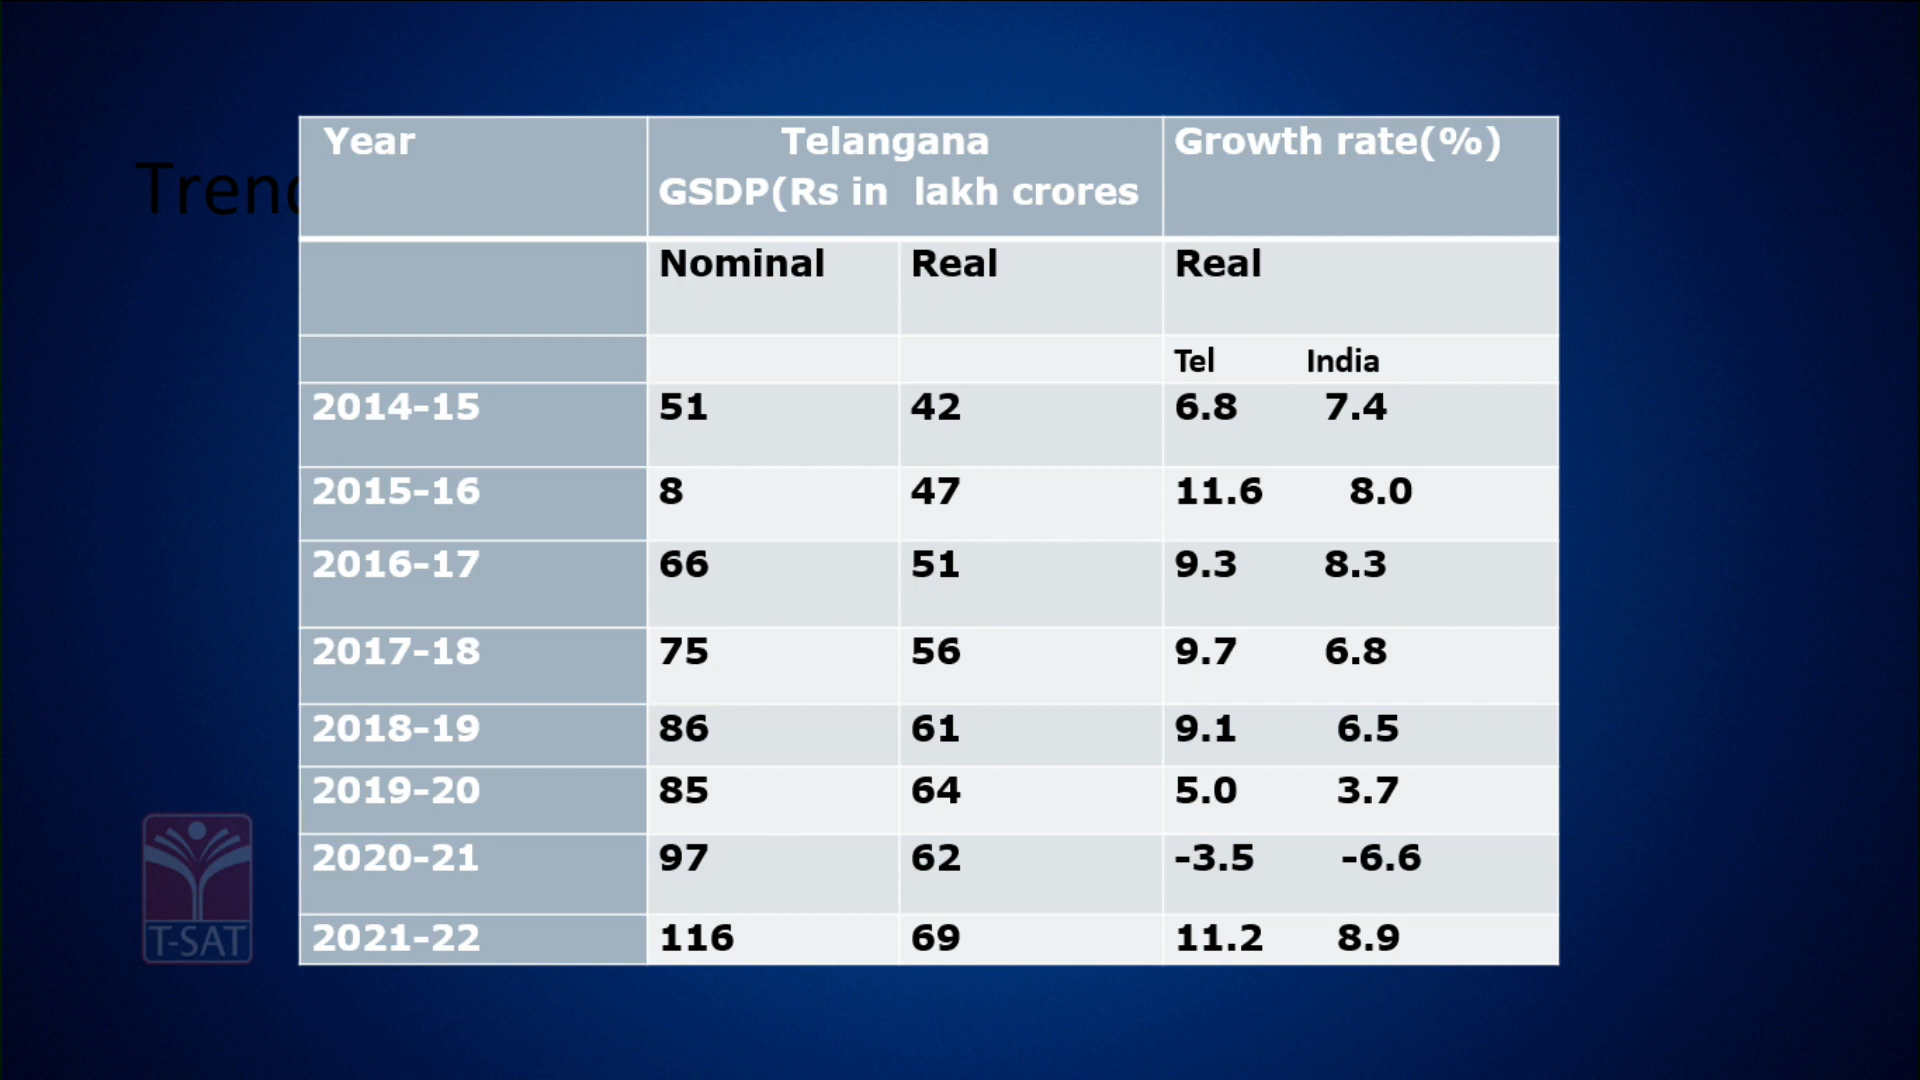 Trend
Year Telangana GSDP(Rs in lakh crores Growth rate(%)
Nominal Real Real
Tel India
2014-15 51 42 6.8 7.4
2015-16 8 47 11.6 8.0
2016-17 66 51 9.3 8.3
2017-18 75 56 9.7 6.8
2018-19 86 61 9.1 6.5
2019-20 85 64 5.0 3.7
2020-21 97 62 -3.5 -6.6
2021-22 116 69 11.2 8.9
T-SAT